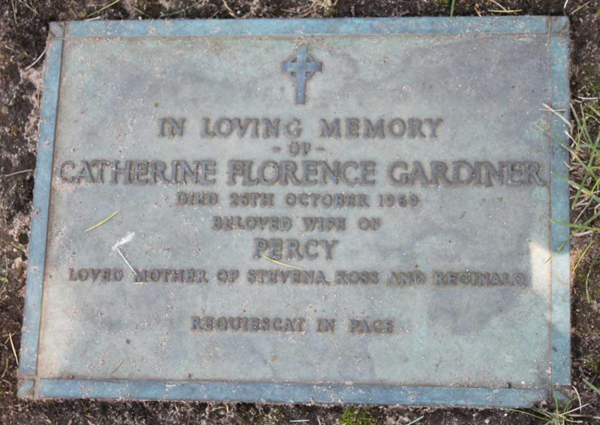 IN LOVING MEMORY
- OF -
CATHERINE FLORENCE GARDINER
DIED 26TH OCTOBER 1969
BELOVED WIFE OF
PERCY
LOVED MOTHER OF STEVENA, ROSS AND REGINALD
REQUIESCAT IN PACE